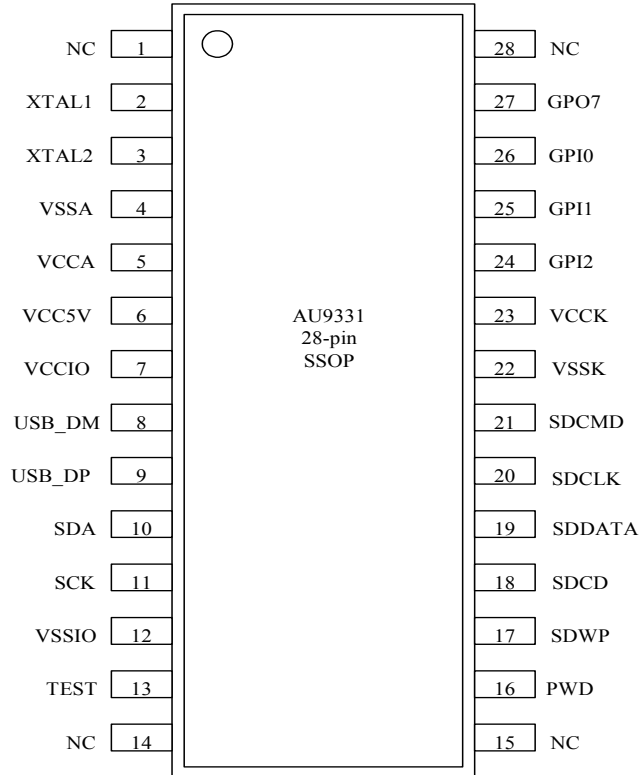 NC 1 28 NC
XTAL1 2 27 GPO7
XTAL2 3 26 GPI0
VSSA 4 25 GPI1
VCCA 5 24 GPI2
VCC5V 6 AU9331 23 VCCK
28-pin
VCCIO 7 SSOP 22 VSSK
USB_DM 8 21 SDCMD
USB_DP 9 20 SDCLK
SDA 10 19 SDDATA
SCK 11 18 SDCD
VSSIO 12 17 SDWP
TEST 13 16 PWD
NC 14 15 NC